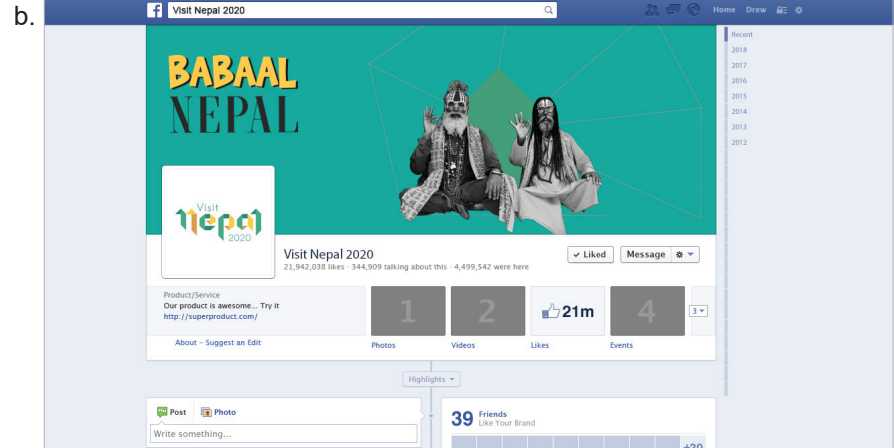 b.
Visit Nepal 2020
Home Drew
Recent
2018
2017
2016
2015
2014
2013
2012
BABAAL
NEPAL
Visit
nepal
2020
Visit Nepal 2020
21,942,038 likes · 344,909 talking about this · 4,499,542 were here
✓ Liked
Message
Product/Service
Our product is awesome... Try it
http://superproduct.com/
About – Suggest an Edit
1
2
21m
4
3
Photos
Videos
Likes
Events
Highlights
Post
Photo
Write something...
39 Friends
Like Your Brand
+30